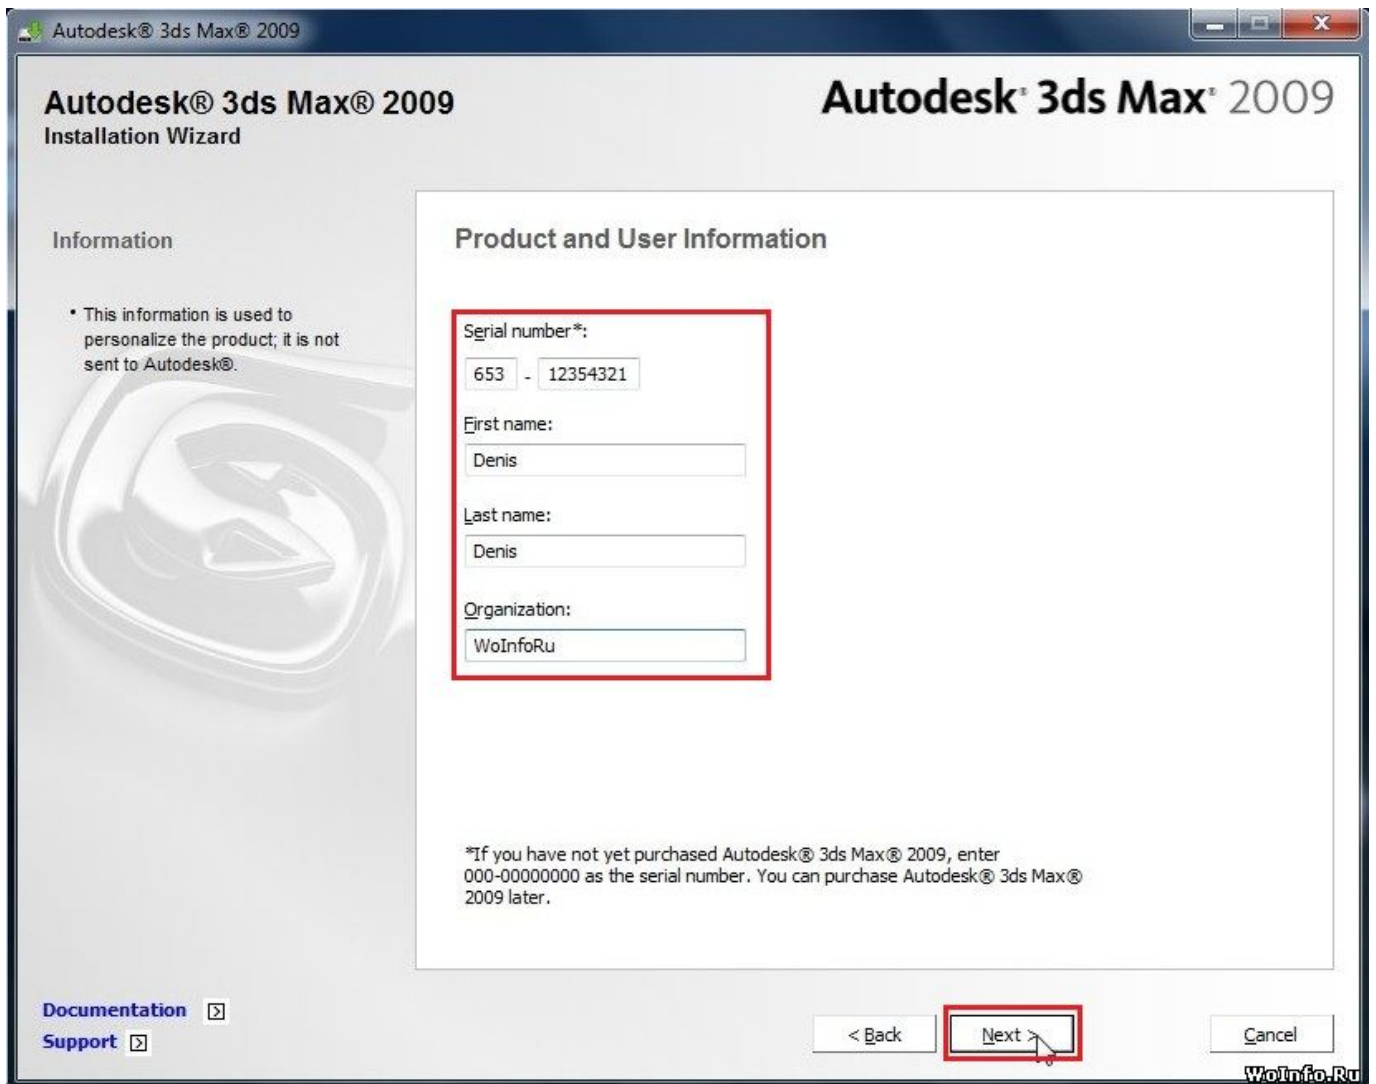 Autodesk® 3ds Max® 2009
Autodesk® 3ds Max® 2009
Installation Wizard
Autodesk® 3ds Max® 2009
Information
• This information is used to
personalize the product; it is not
sent to Autodesk®.
Product and User Information
Serial number*:
653 - 12354321
First name:
Denis
Last name:
Denis
Organization:
WoInfoRu
*If you have not yet purchased Autodesk® 3ds Max® 2009, enter
000-00000000 as the serial number. You can purchase Autodesk® 3ds Max®
2009 later.
Documentation
Support
< Back
Next >
Cancel
WoInfo.Ru